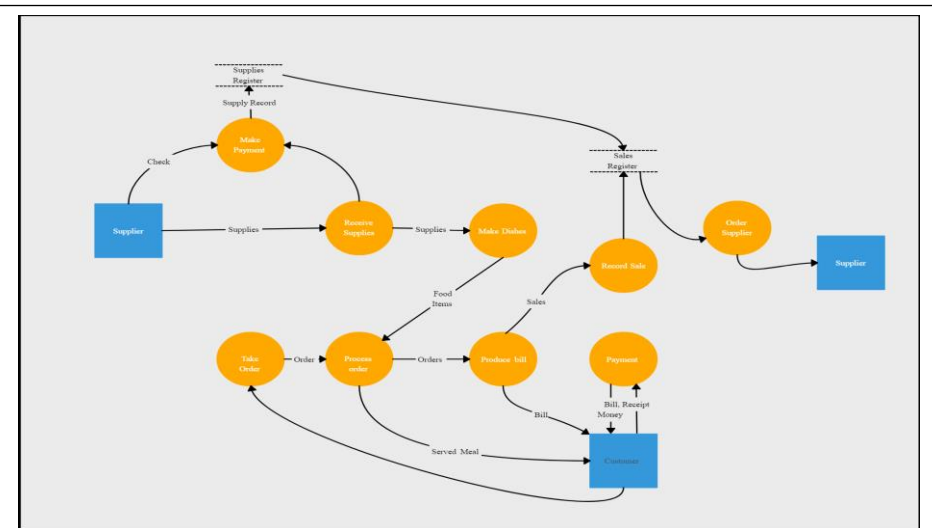 Supplies
Register
Supply Record
Make
Payment
Check
Sales
Register
Supplier
Supplies
Receive
Supplies
Supplies
Make Dishes
Order
Supplier
Record Sale
Supplier
Food
Items
Sales
Take
Order
Order
Process
order
Orders
Produce bill
Payment
Bill, Receipt
Money
Bill
Served Meal
Customer